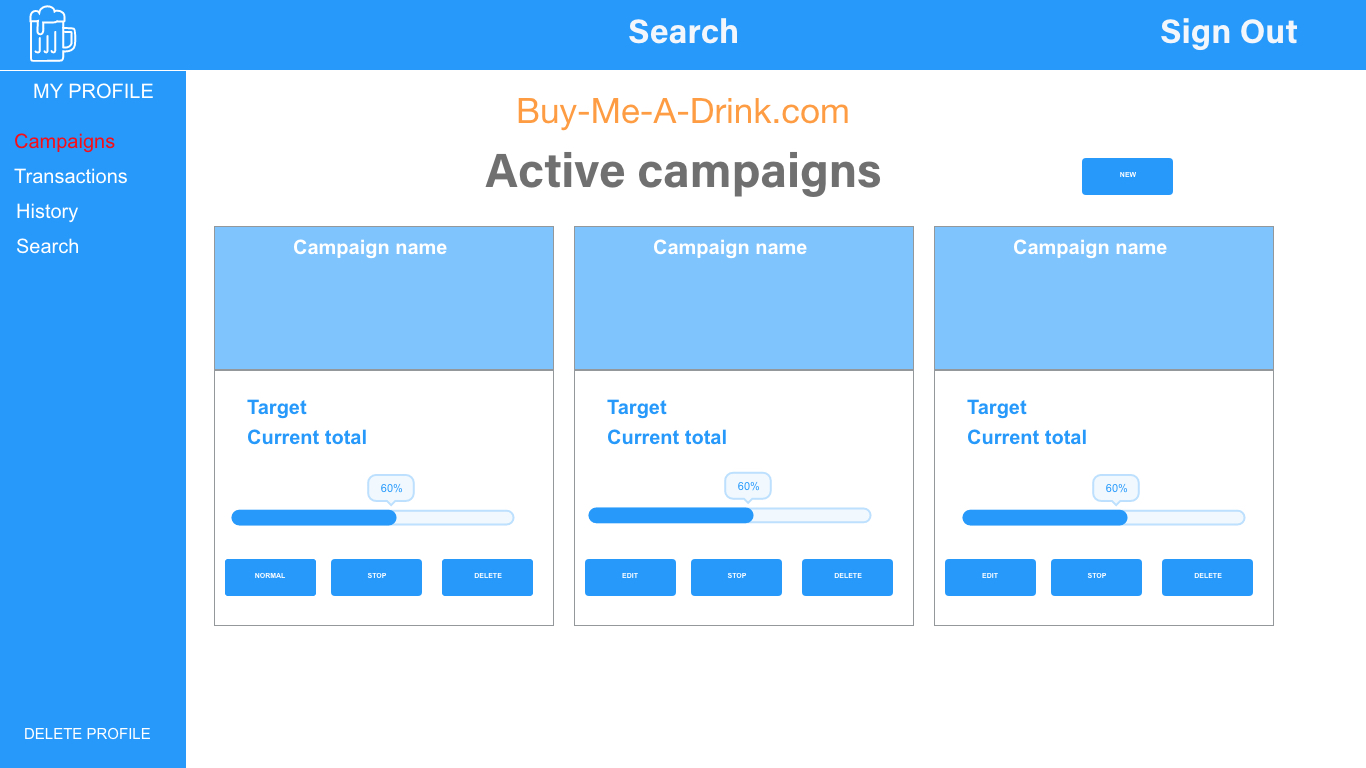 Search
Sign Out
MY PROFILE
Campaigns
Transactions
History
Search
DELETE PROFILE
Buy-Me-A-Drink.com
Active campaigns
NEW
Campaign name
Target
Current total
60%
NORMAL
STOP
DELETE
Campaign name
Target
Current total
60%
EDIT
STOP
DELETE
Campaign name
Target
Current total
60%
EDIT
STOP
DELETE